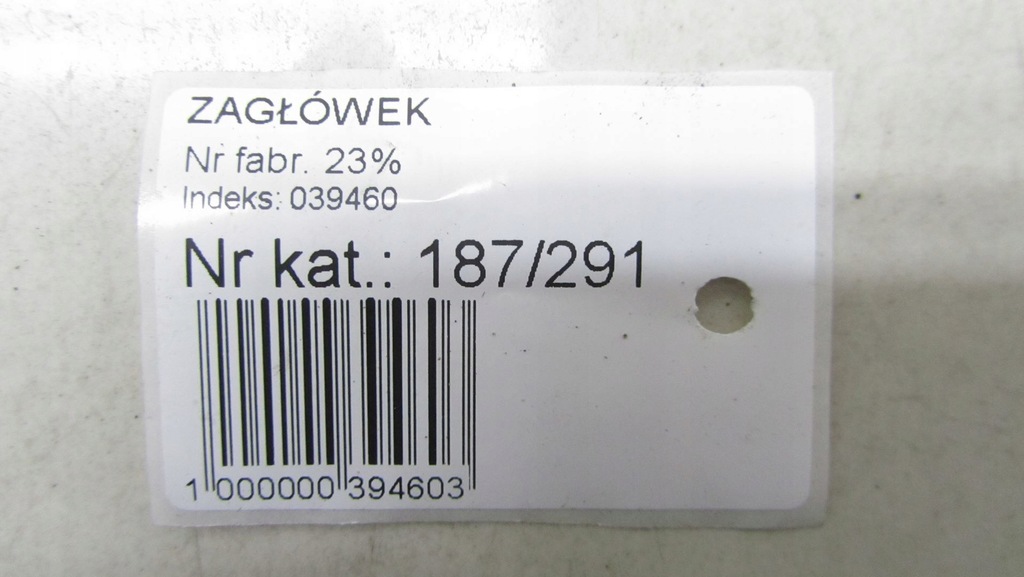 ZAGŁÓWEK
Nr fabr. 23%
Indeks: 039460
Nr kat.: 187/291
1 000000 394603